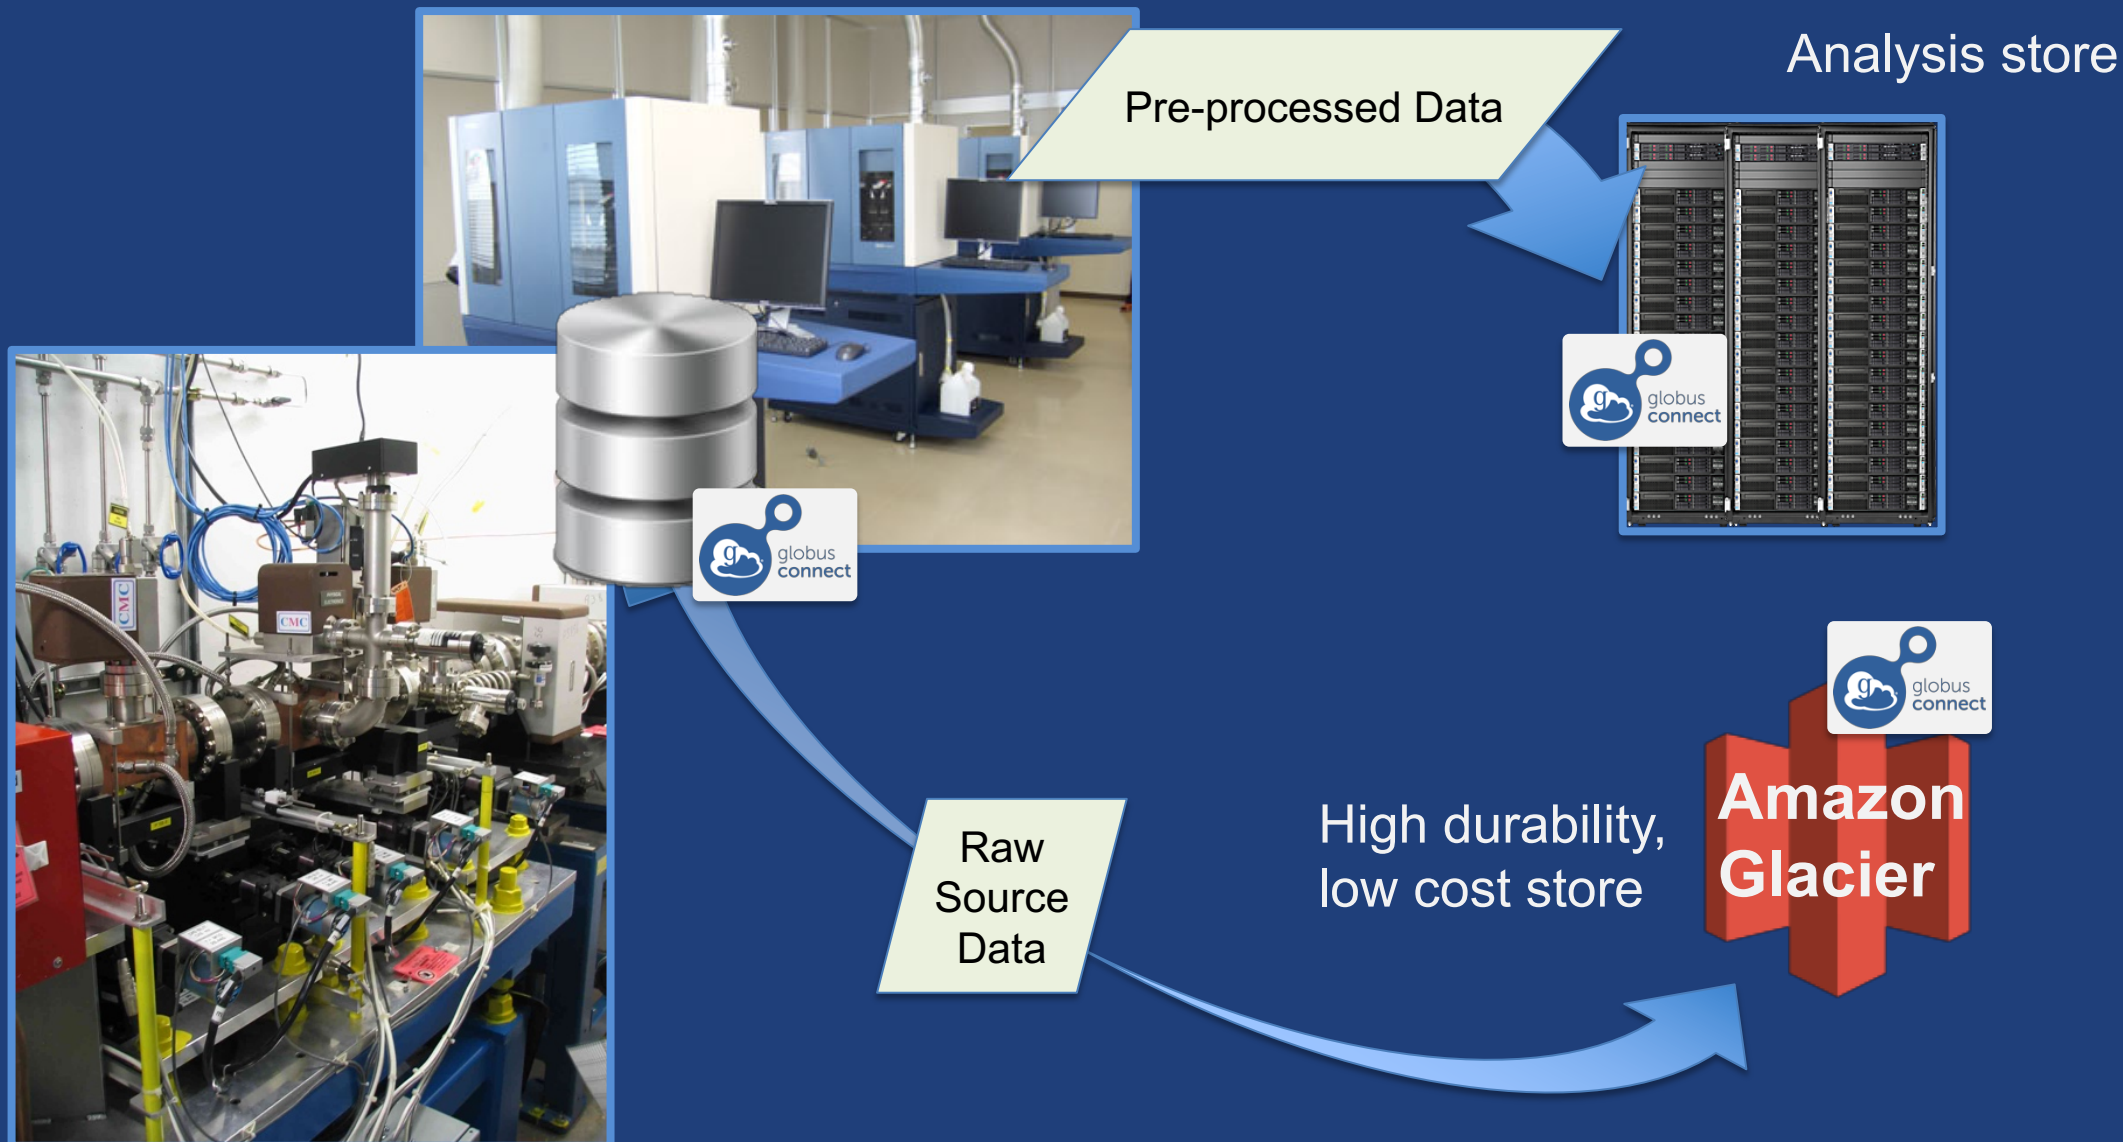 Analysis store
Pre-processed Data
globus
connect
globus
connect
CMC
CMC
globus
connect
Amazon
Glacier
High durability,
low cost store
Raw
Source
Data